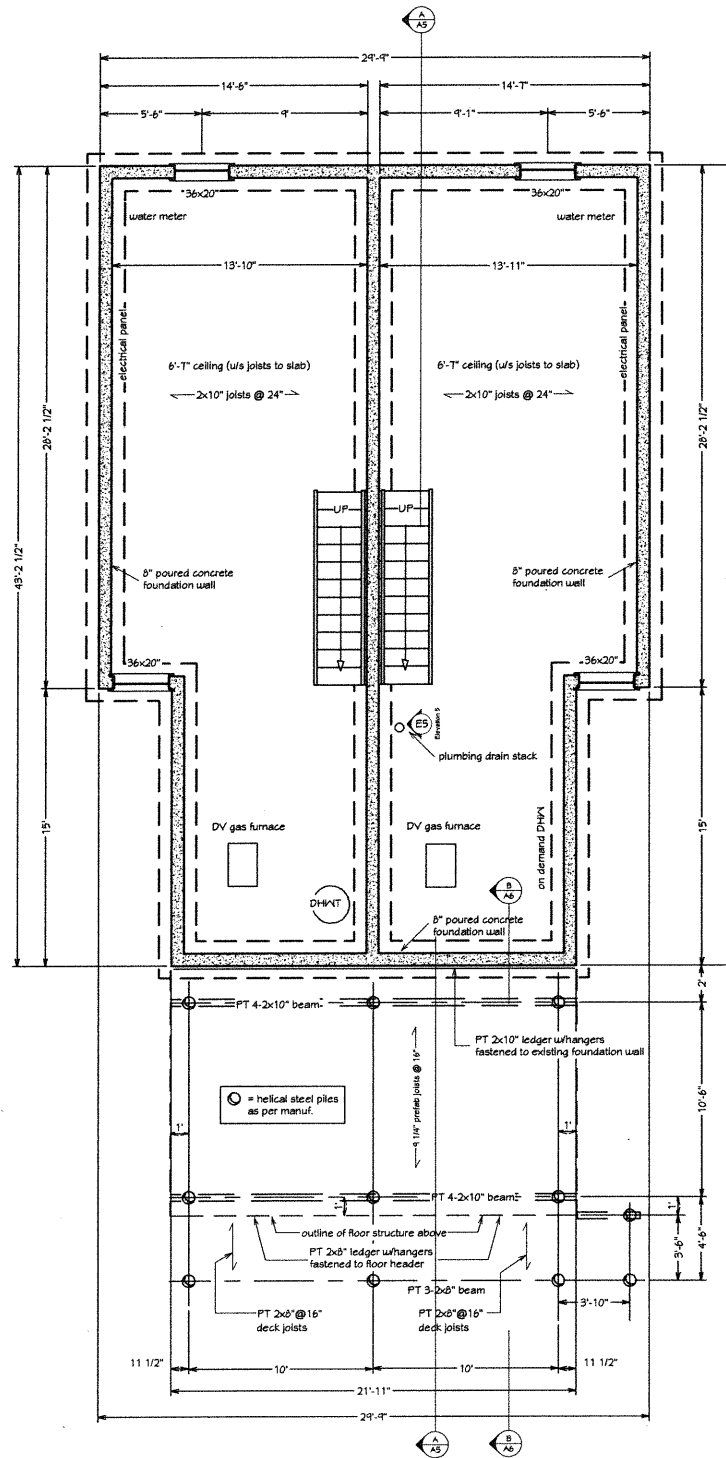 A
A5
29'-9"
14'-6"
14'-7"
5'-6"
9'
9'-1"
5'-6"
36x20"
36x20"
water meter
water meter
13'-10"
13'-11"
electrical panel
electrical panel
6'-7" ceiling (u/s joists to slab)
6'-7" ceiling (u/s joists to slab)
2x10" joists @ 24"
2x10" joists @ 24"
28'-2 1/2"
28'-2 1/2"
43'-2 1/2"
UP
UP
8" poured concrete
foundation wall
8" poured concrete
foundation wall
36x20"
36x20"
E5
Elevation 5
plumbing drain stack
15'
15'
DV gas furnace
DV gas furnace
on demand DHW
DHWT
B
A6
8" poured concrete
foundation wall
2'
PT 4-2x10" beam
PT 2x10" ledger w/hangers
fastened to existing foundation wall
9 1/4" prefab joists @ 16"
= helical steel piles
as per manuf.
10'-6"
1'
1'
PT 4-2x10" beam
1'
1'
outline of floor structure above
PT 2x8" ledger w/hangers
fastened to floor header
3'-6"
4'-6"
PT 3-2x8" beam
3'-10"
PT 2x8"@16"
deck joists
PT 2x8"@16"
deck joists
11 1/2"
10'
10'
11 1/2"
21'-11"
29'-9"
A
A5
B
A6